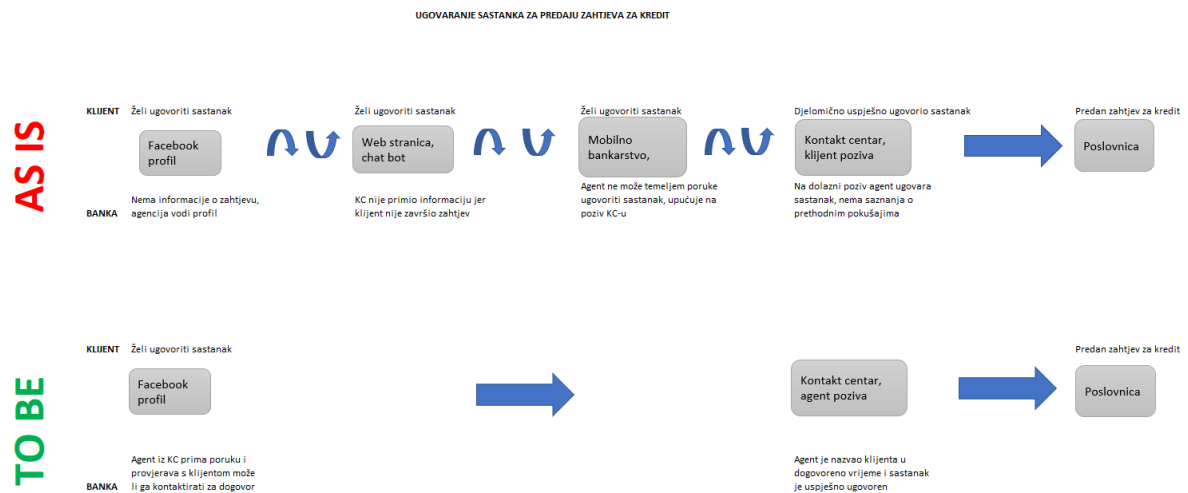 UGOVARANJE SASTANKA ZA PREDAJU ZAHTJEVA ZA KREDIT
AS IS
KLIJENT
Želi ugovoriti sastanak
Želi ugovoriti sastanak
Želi ugovoriti sastanak
Djelomično uspješno ugovorio sastanak
Predan zahtjev za kredit
Facebook
profil
Web stranica,
chat bot
Mobilno
bankarstvo,
Kontakt centar,
klijent poziva
Poslovnica
BANKA
Nema informacije o zahtjevu,
agencija vodi profil
KC nije primio informaciju jer
klijent nije završio zahtjev
Agent ne može temeljem poruke
ugovoriti sastanak, upućuje na
poziv KC-u
Na dolazni poziv agent ugovara
sastanak, nema saznanja o
prethodnim pokušajima
TO BE
KLIJENT
Želi ugovoriti sastanak
Predan zahtjev za kredit
Facebook
profil
Kontakt centar,
agent poziva
Poslovnica
BANKA
Agent iz KC prima poruku i
provjerava s klijentom može
li ga kontaktirati za dogovor
Agent je nazvao klijenta u
dogovoreno vrijeme i sastanak
je uspješno ugovoren